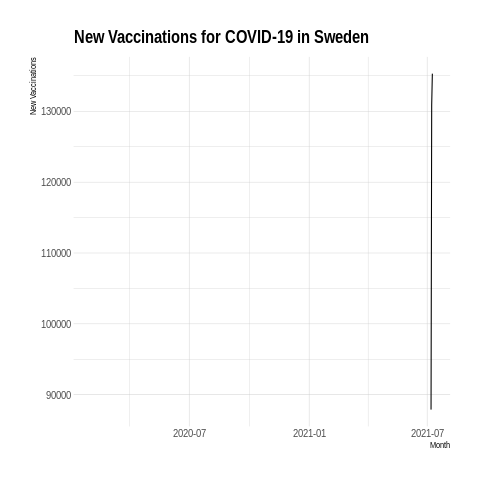 New Vaccinations for COVID-19 in Sweden
New Vaccinations
130000
120000
110000
100000
90000
2020-07
2021-01
2021-07
Month